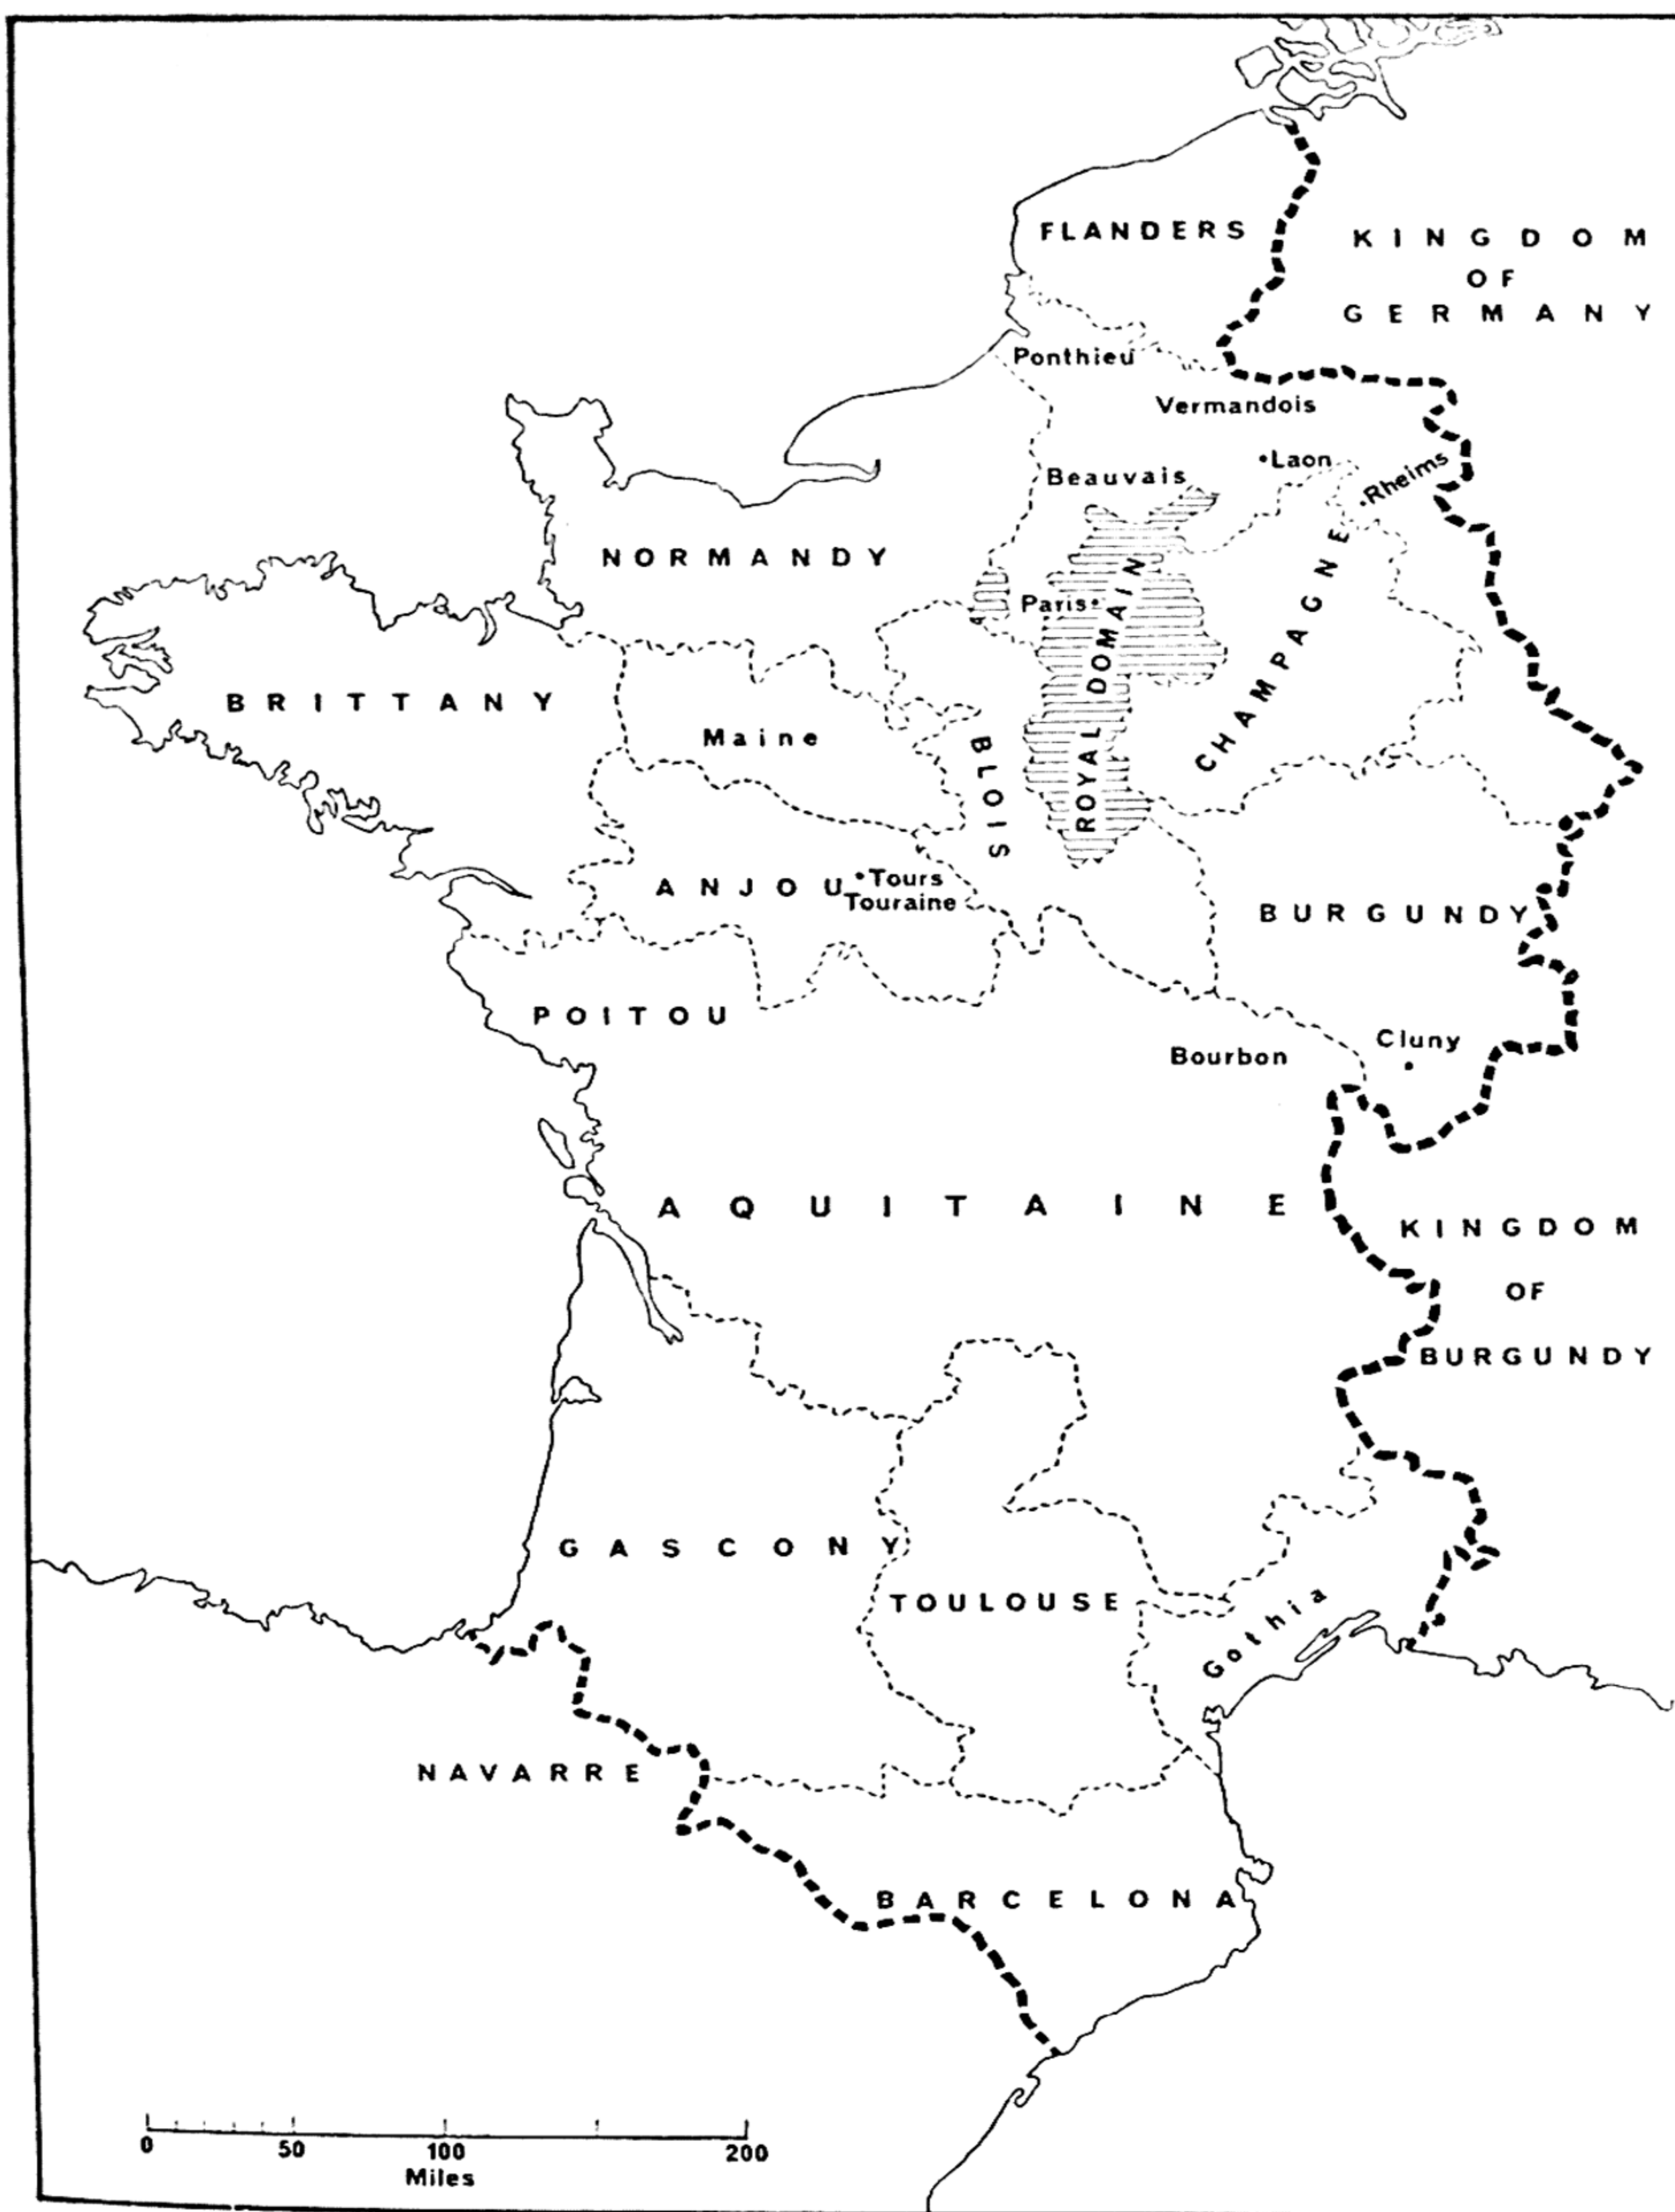 FLANDERS
KINGDOM
OF
GERMANY
Ponthieu
Vermandois
Laon
Rheims
Beauvais
NORMANDY
CHAMPAGNE
Paris
ROYAL DOMAIN
BRITTANY
Maine
BLOIS
ANJOU
Tours
Touraine
BURGUNDY
POITOU
Cluny
Bourbon
AQUITAINE
KINGDOM
OF
BURGUNDY
GASCONY
TOULOUSE
Gothia
NAVARRE
BARCELONA
0 50 100 200
Miles